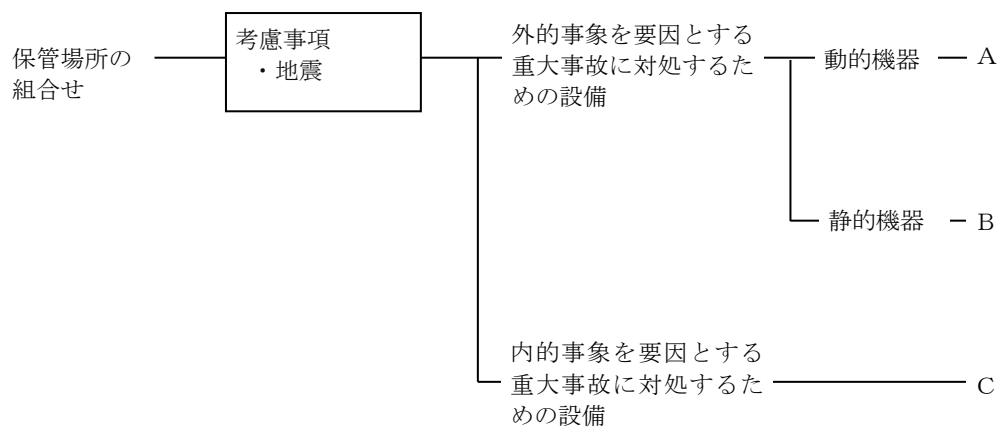 保管場所の
組合せ
考慮事項
・地震
外的事象を要因とする
重大事故に対処するた
めの設備
動的機器
A
静的機器
B
内的事象を要因とする
重大事故に対処するた
めの設備
C